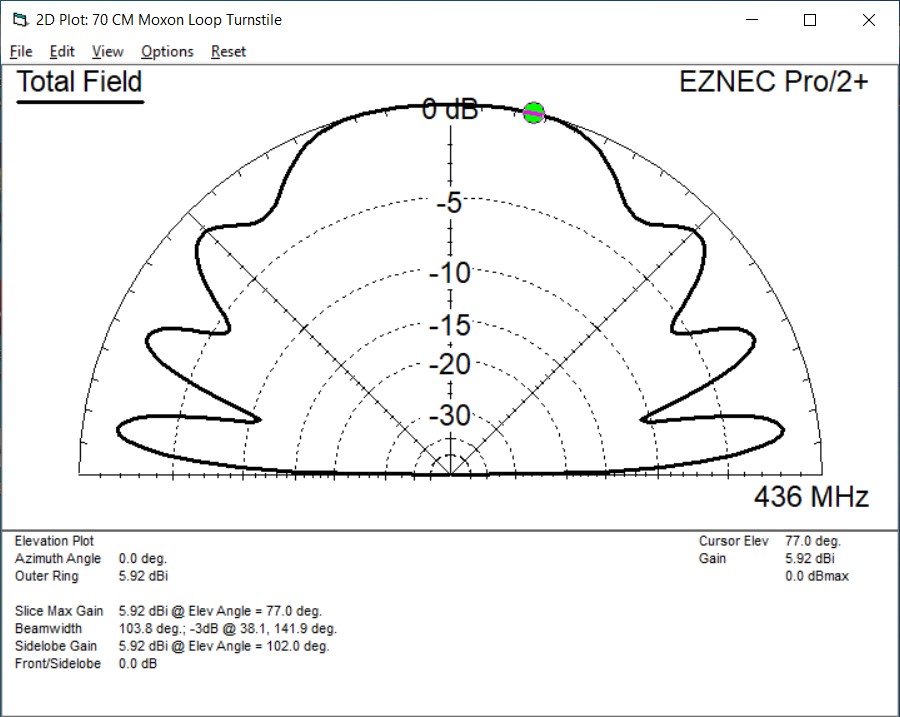 2D Plot: 70 CM Moxon Loop Turnstile
File Edit View Options Reset
Total Field
EZNEC Pro/2+
0 dB
-5
-10
-15
-20
-30
436 MHz
Elevation Plot
Cursor Elev 77.0 deg.
Azimuth Angle 0.0 deg.
Gain 5.92 dBi
Outer Ring 5.92 dBi
0.0 dBmax
Slice Max Gain 5.92 dBi @ Elev Angle = 77.0 deg.
Beamwidth 103.8 deg.; -3dB @ 38.1, 141.9 deg.
Sidelobe Gain 5.92 dBi @ Elev Angle = 102.0 deg.
Front/Sidelobe 0.0 dB